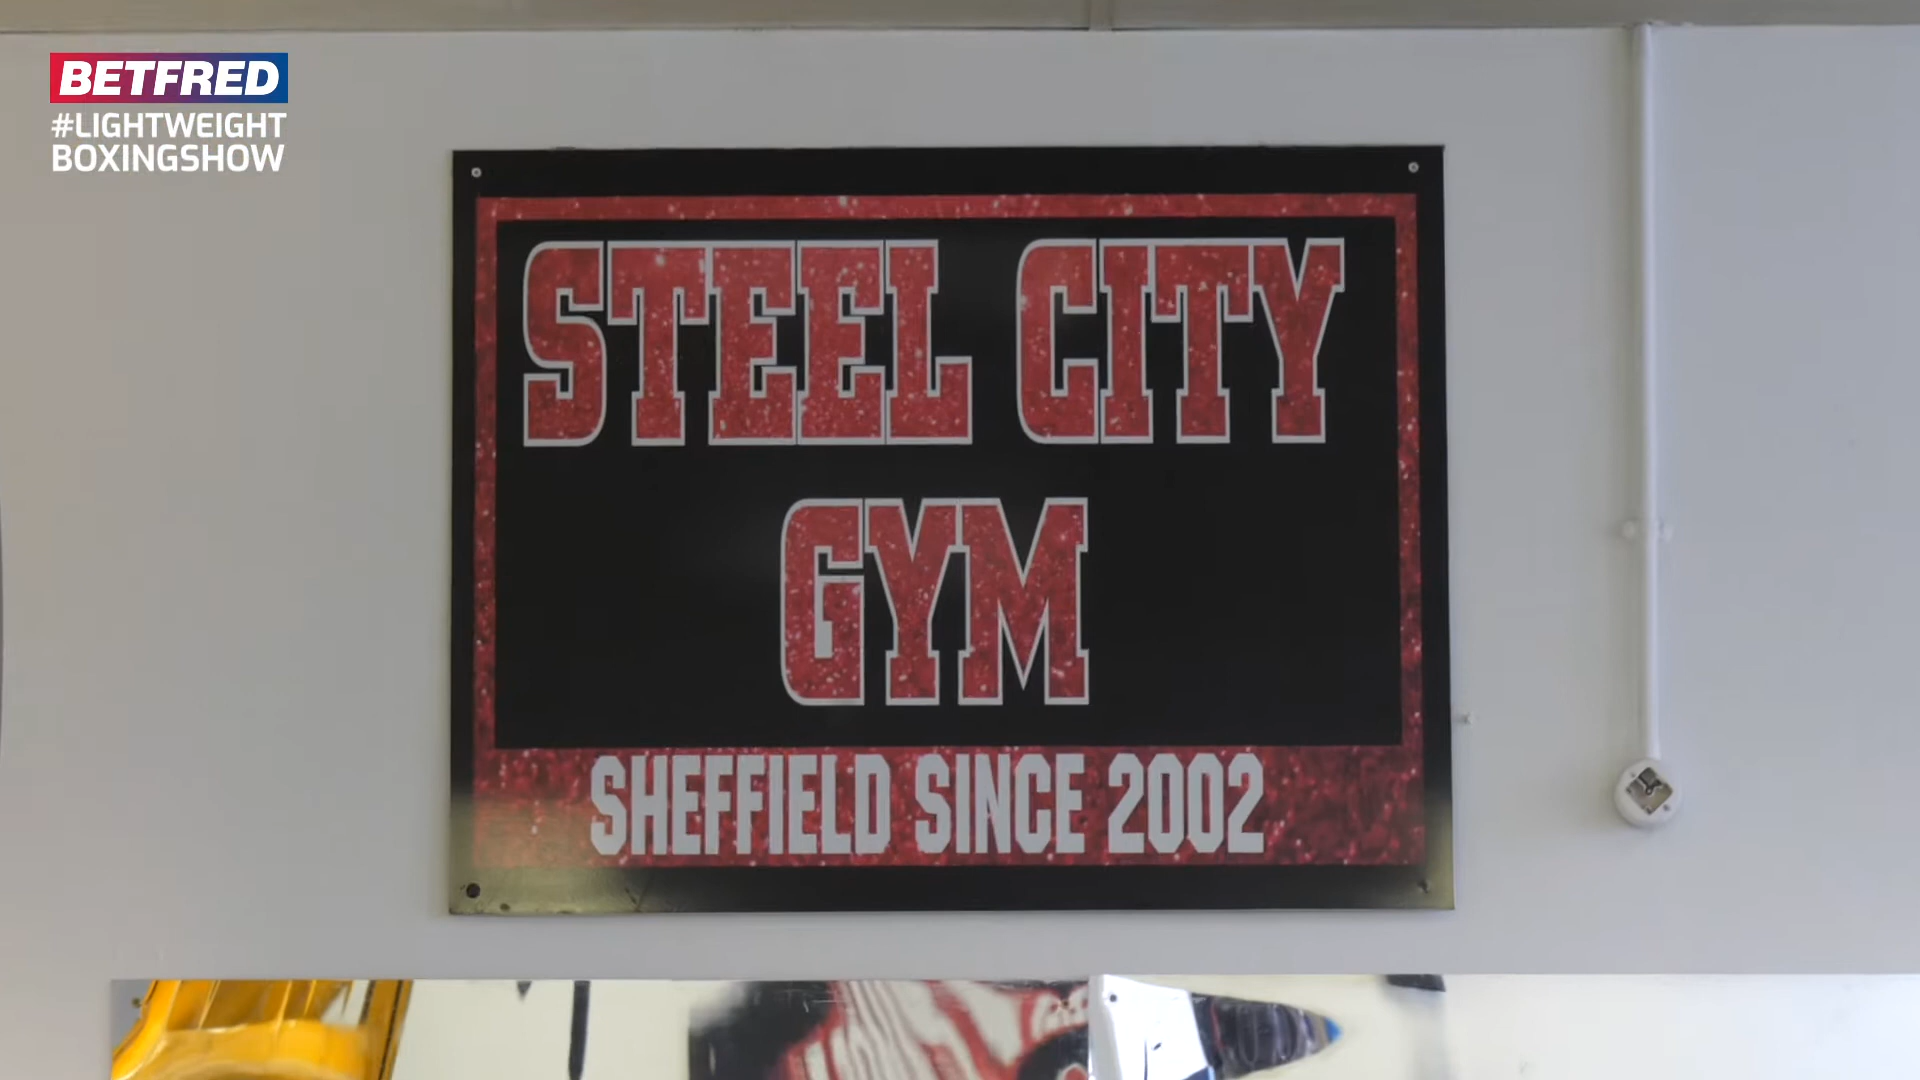 BETFRED
#LIGHTWEIGHT
BOXINGSHOW
STEEL CITY
GYM
SHEFFIELD SINCE 2002